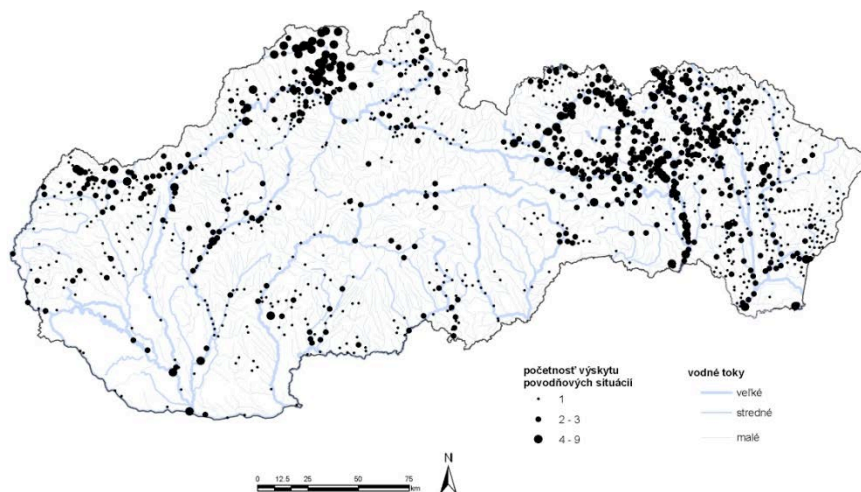 početnosť výskytu
povodňových situácií
1
2 - 3
4 - 9
vodné toky
veľké
stredné
malé
N
0 12.5 25 50 75
km